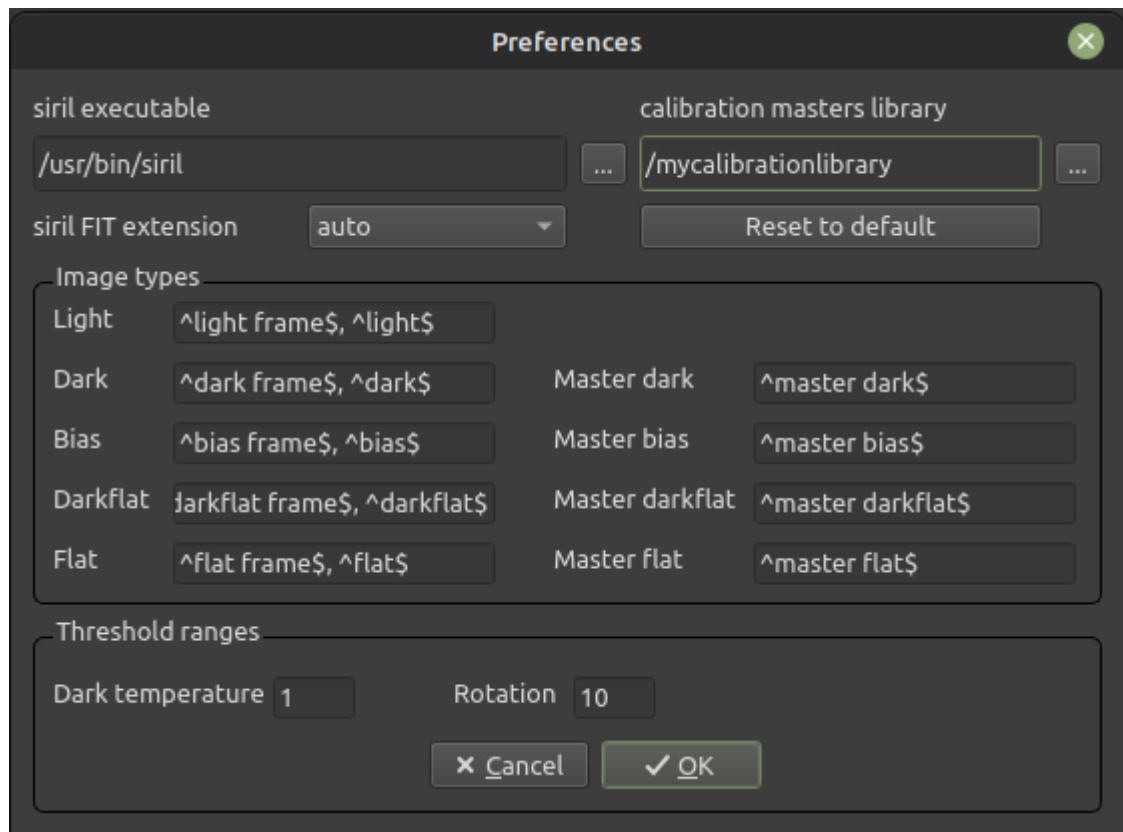 Preferences
siril executable calibration masters library
/usr/bin/siril ... /mycalibrationlibrary ...
siril FIT extension auto Reset to default
Image types
Light ^light frame$, ^light$
Dark ^dark frame$, ^dark$ Master dark ^master dark$
Bias ^bias frame$, ^bias$ Master bias ^master bias$
Darkflat darkflat frame$, ^darkflat$ Master darkflat ^master darkflat$
Flat ^flat frame$, ^flat$ Master flat ^master flat$
Threshold ranges
Dark temperature 1 Rotation 10
Cancel OK